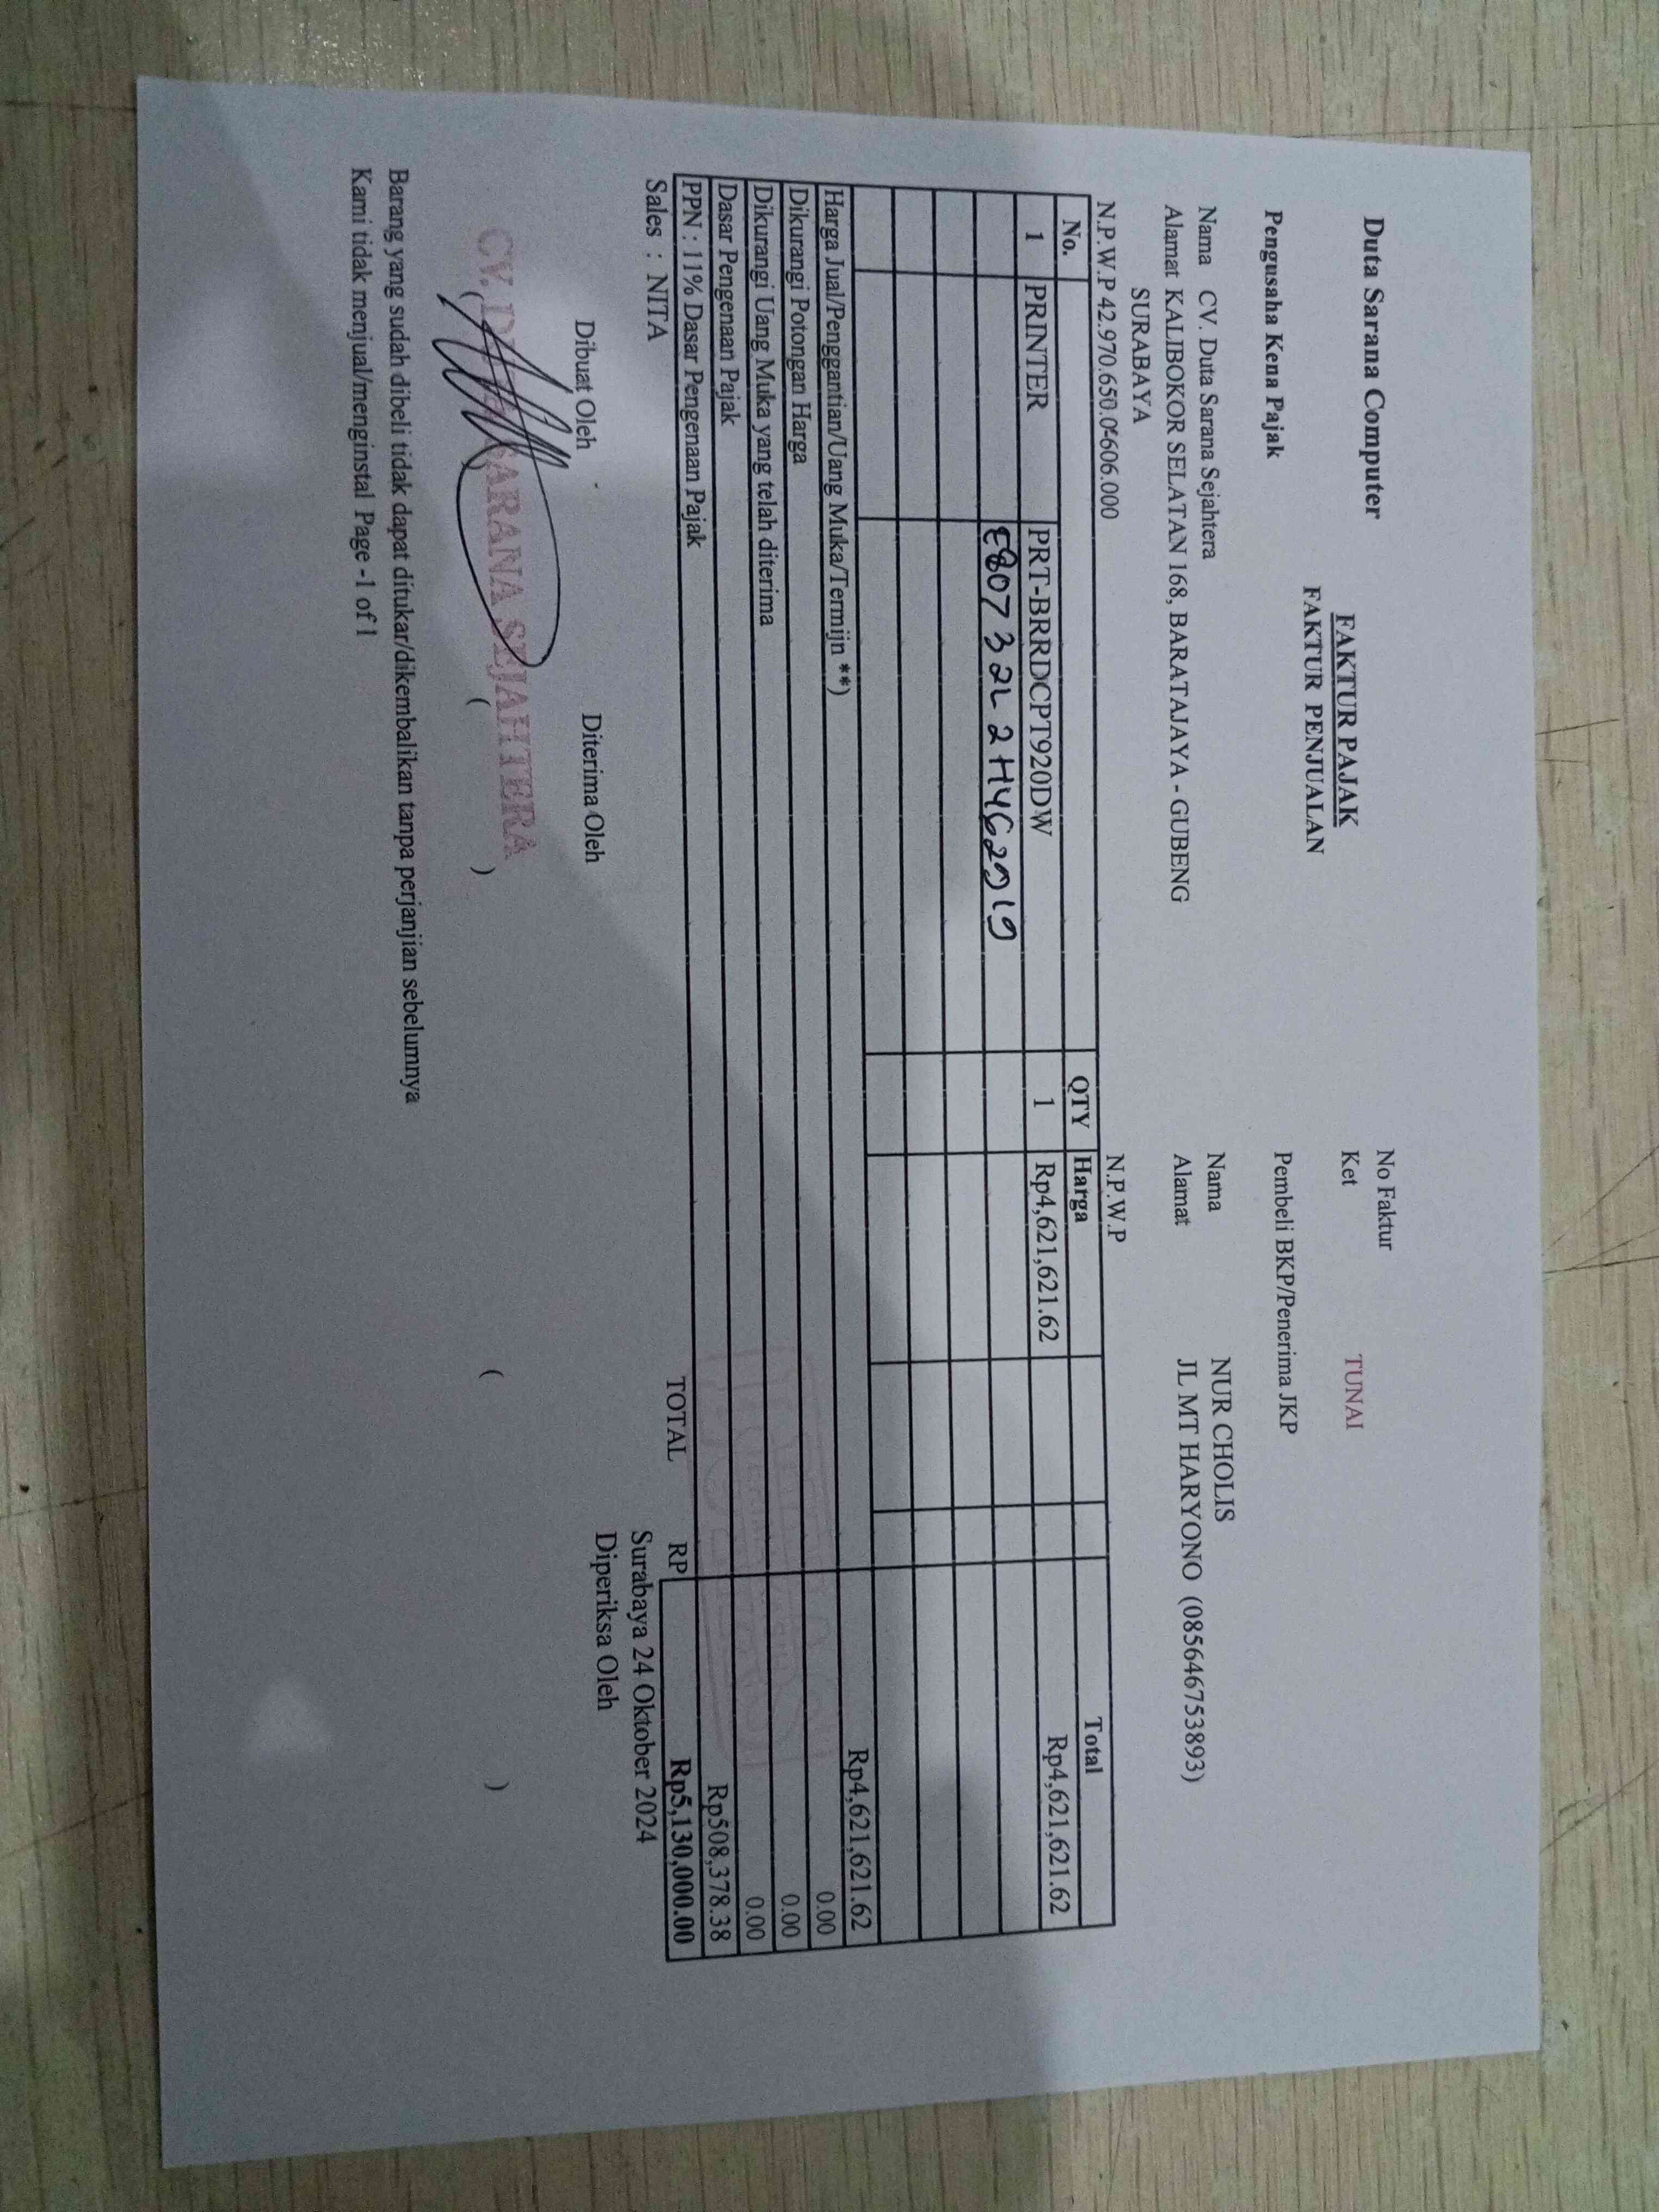 Duta Sarana Computer
FAKTUR PAJAK
FAKTUR PENJUALAN
No Faktur
Ket TUNAI
Pengusaha Kena Pajak
Pembeli BKP/Penerima JKP
Nama CV. Duta Sarana Sejahtera
Alamat KALIBOKOR SELATAN 168, BARATAJAYA - GUBENG
SURABAYA
N.P.W.P 42.970.650.0-606.000
Nama NUR CHOLIS
Alamat JL MT HARYONO (085646753893)
N.P.W.P
No. QTY Harga Total
1 PRINTER PRT-BRRDCPT920DW 1 Rp4,621,621.62 Rp4,621,621.62
E80732L2H462919
Harga Jual/Penggantian/Uang Muka/Termijn **) Rp4,621,621.62
Dikurangi Potongan Harga 0.00
Dikurangi Uang Muka yang telah diterima 0.00
Dasar Pengenaan Pajak 0.00
PPN : 11% Dasar Pengenaan Pajak Rp508,378.38
Sales : NITA TOTAL RP Rp5,130,000.00
Surabaya 24 Oktober 2024
Dibuat Oleh Diterima Oleh Diperiksa Oleh
CV. DUTA SARANA SEJAHTERA
( ( ) ( )
Barang yang sudah dibeli tidak dapat ditukar/dikembalikan tanpa perjanjian sebelumnya
Kami tidak menjual/menginstal Page -1 of 1